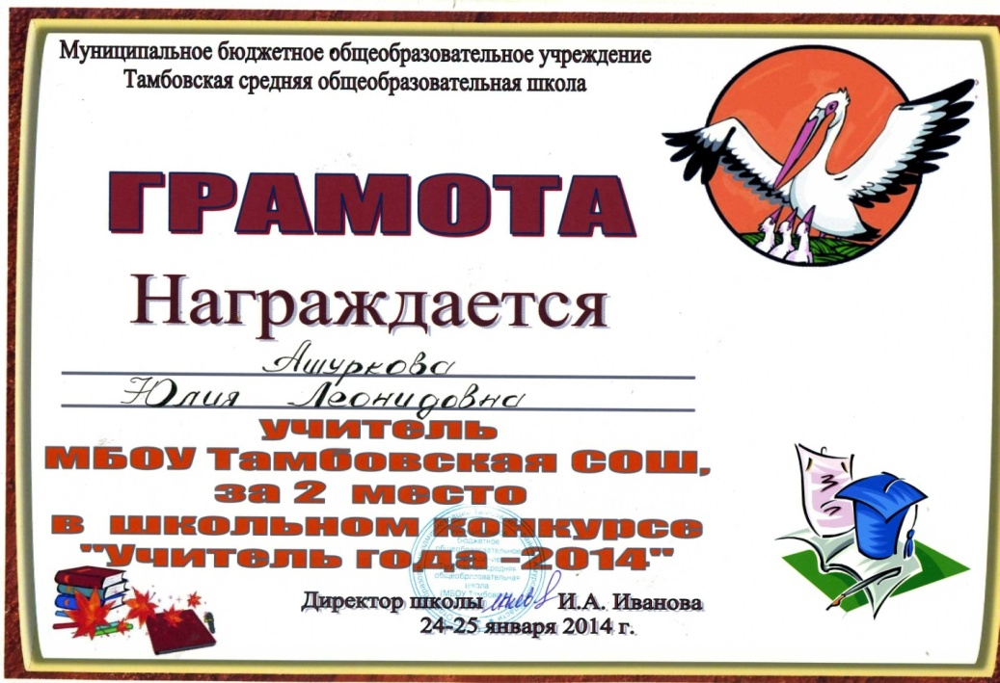 Муниципальное бюджетное общеобразовательное учреждение
Тамбовская средняя общеобразовательная школа
ГРАМОТА
Награждается
Ашуркова
Юлия Леонидовна
учитель
МБОУ Тамбовская СОШ,
за 2 место
в школьном конкурсе
"Учитель года -2014"
Директор школы И.А. Иванова
24-25 января 2014 г.